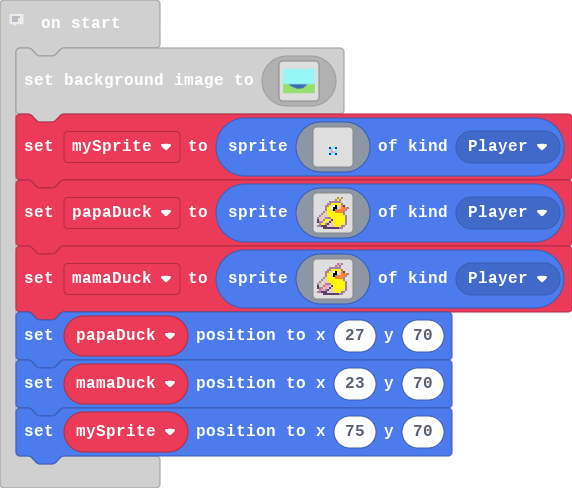 on start
set background image to
set mySprite to sprite of kind Player
set papaDuck to sprite of kind Player
set mamaDuck to sprite of kind Player
set papaDuck position to x 27 y 70
set mamaDuck position to x 23 y 70
set mySprite position to x 75 y 70